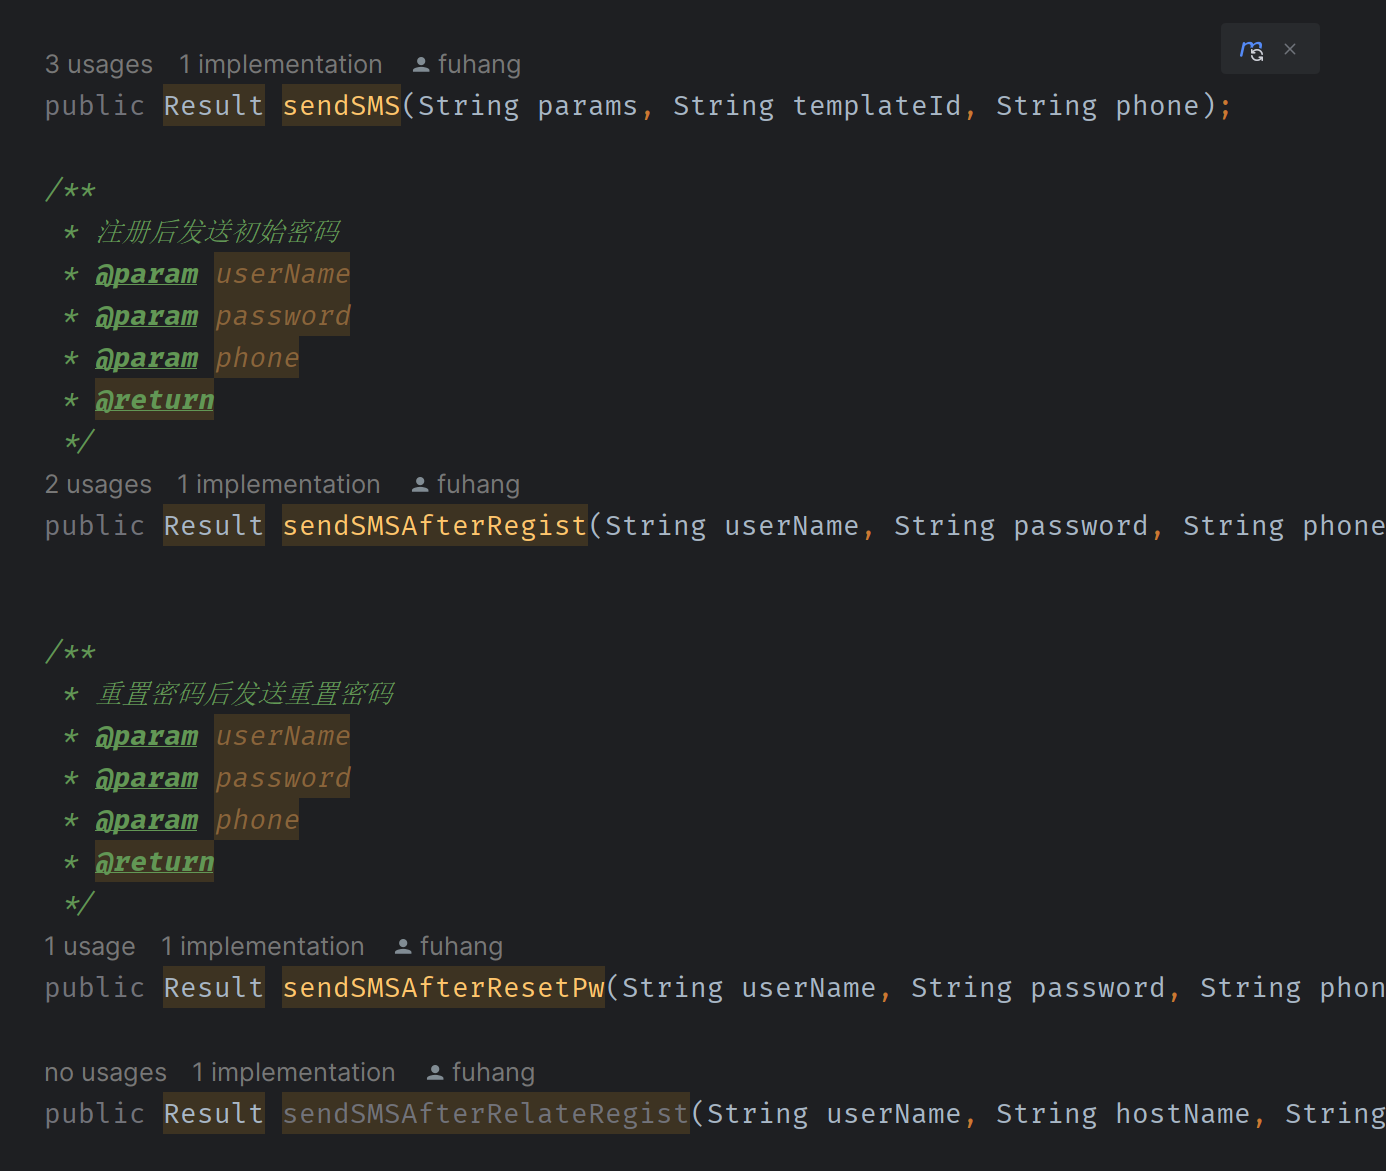 3 usages 1 implementation fuhang
public Result sendSMS(String params, String templateId, String phone);
/**
* 注册后发送初始密码
* @param userName
* @param password
* @param phone
* @return
*/
2 usages 1 implementation fuhang
public Result sendSMSAfterRegist(String userName, String password, String phone
/**
* 重置密码后发送重置密码
* @param userName
* @param password
* @param phone
* @return
*/
1 usage 1 implementation fuhang
public Result sendSMSAfterResetPw(String userName, String password, String phon
no usages 1 implementation fuhang
public Result sendSMSAfterRelateRegist(String userName, String hostName, String